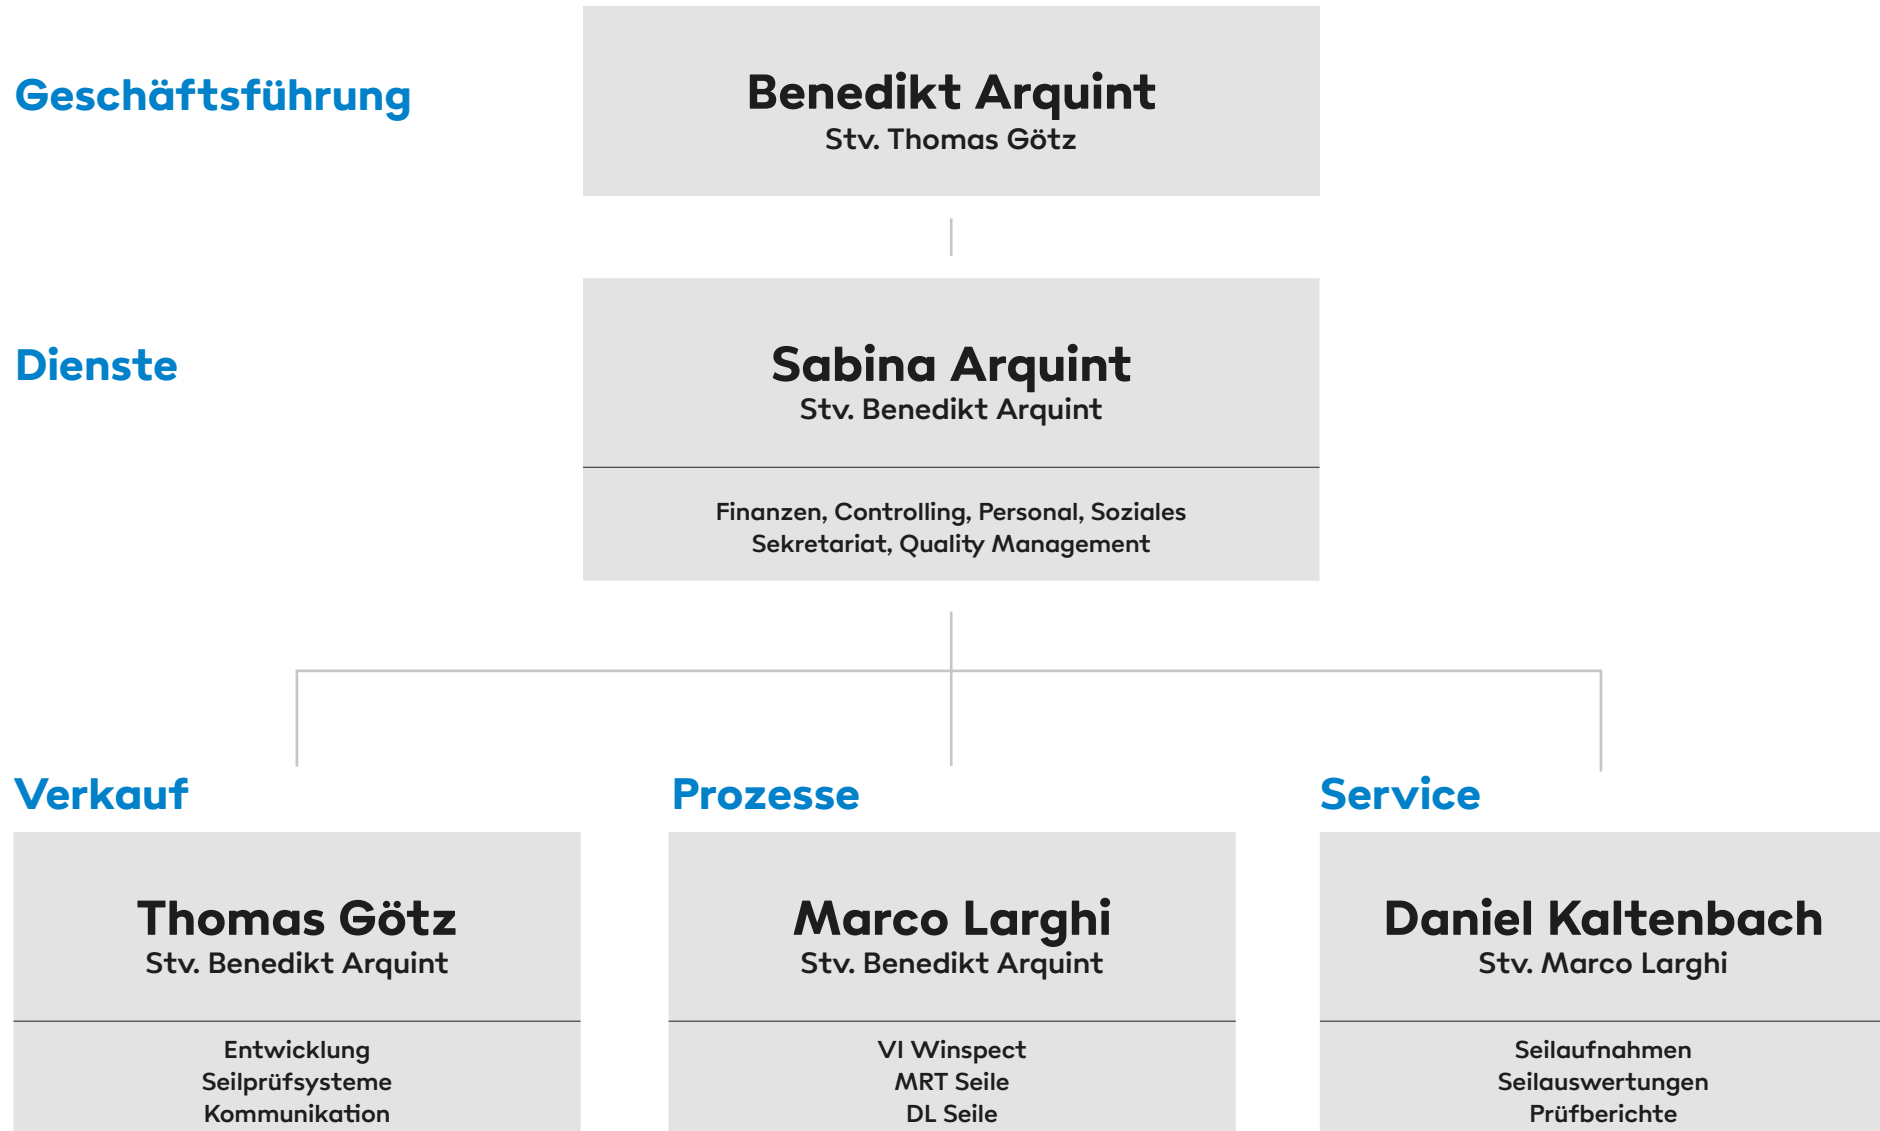 Geschäftsführung
Benedikt Arquint
Stv. Thomas Götz
Dienste
Sabina Arquint
Stv. Benedikt Arquint
Finanzen, Controlling, Personal, Soziales
Sekretariat, Quality Management
Verkauf
Thomas Götz
Stv. Benedikt Arquint
Entwicklung
Seilprüfsysteme
Kommunikation
Prozesse
Marco Larghi
Stv. Benedikt Arquint
VI Winspect
MRT Seile
DL Seile
Service
Daniel Kaltenbach
Stv. Marco Larghi
Seilaufnahmen
Seilauswertungen
Prüfberichte